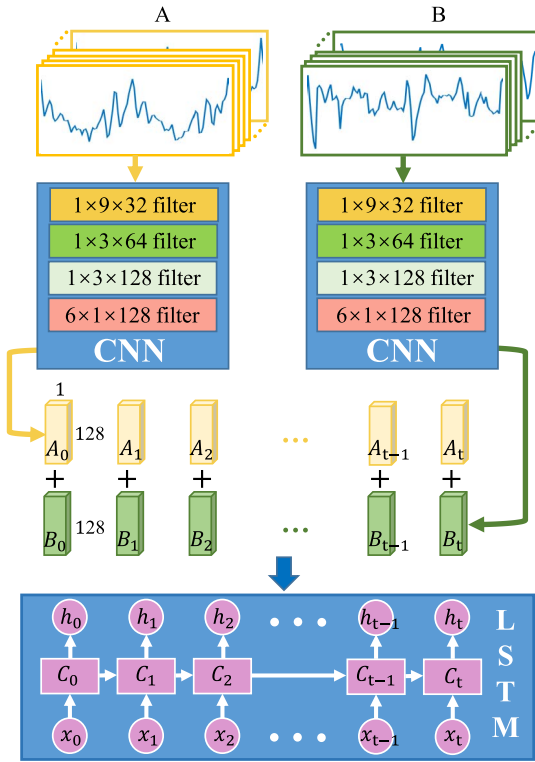 A B
1×9×32 filter 1×9×32 filter
1×3×64 filter 1×3×64 filter
1×3×128 filter 1×3×128 filter
6×1×128 filter 6×1×128 filter
CNN CNN
1
A₀ 128 A₁ A₂ ... Aₜ₋₁ Aₜ
+ + + + +
B₀ 128 B₁ B₂ ... Bₜ₋₁ Bₜ
h₀ h₁ h₂ ... hₜ₋₁ hₜ
C₀ C₁ C₂ Cₜ₋₁ Cₜ
x₀ x₁ x₂ ... xₜ₋₁ xₜ
LSTM